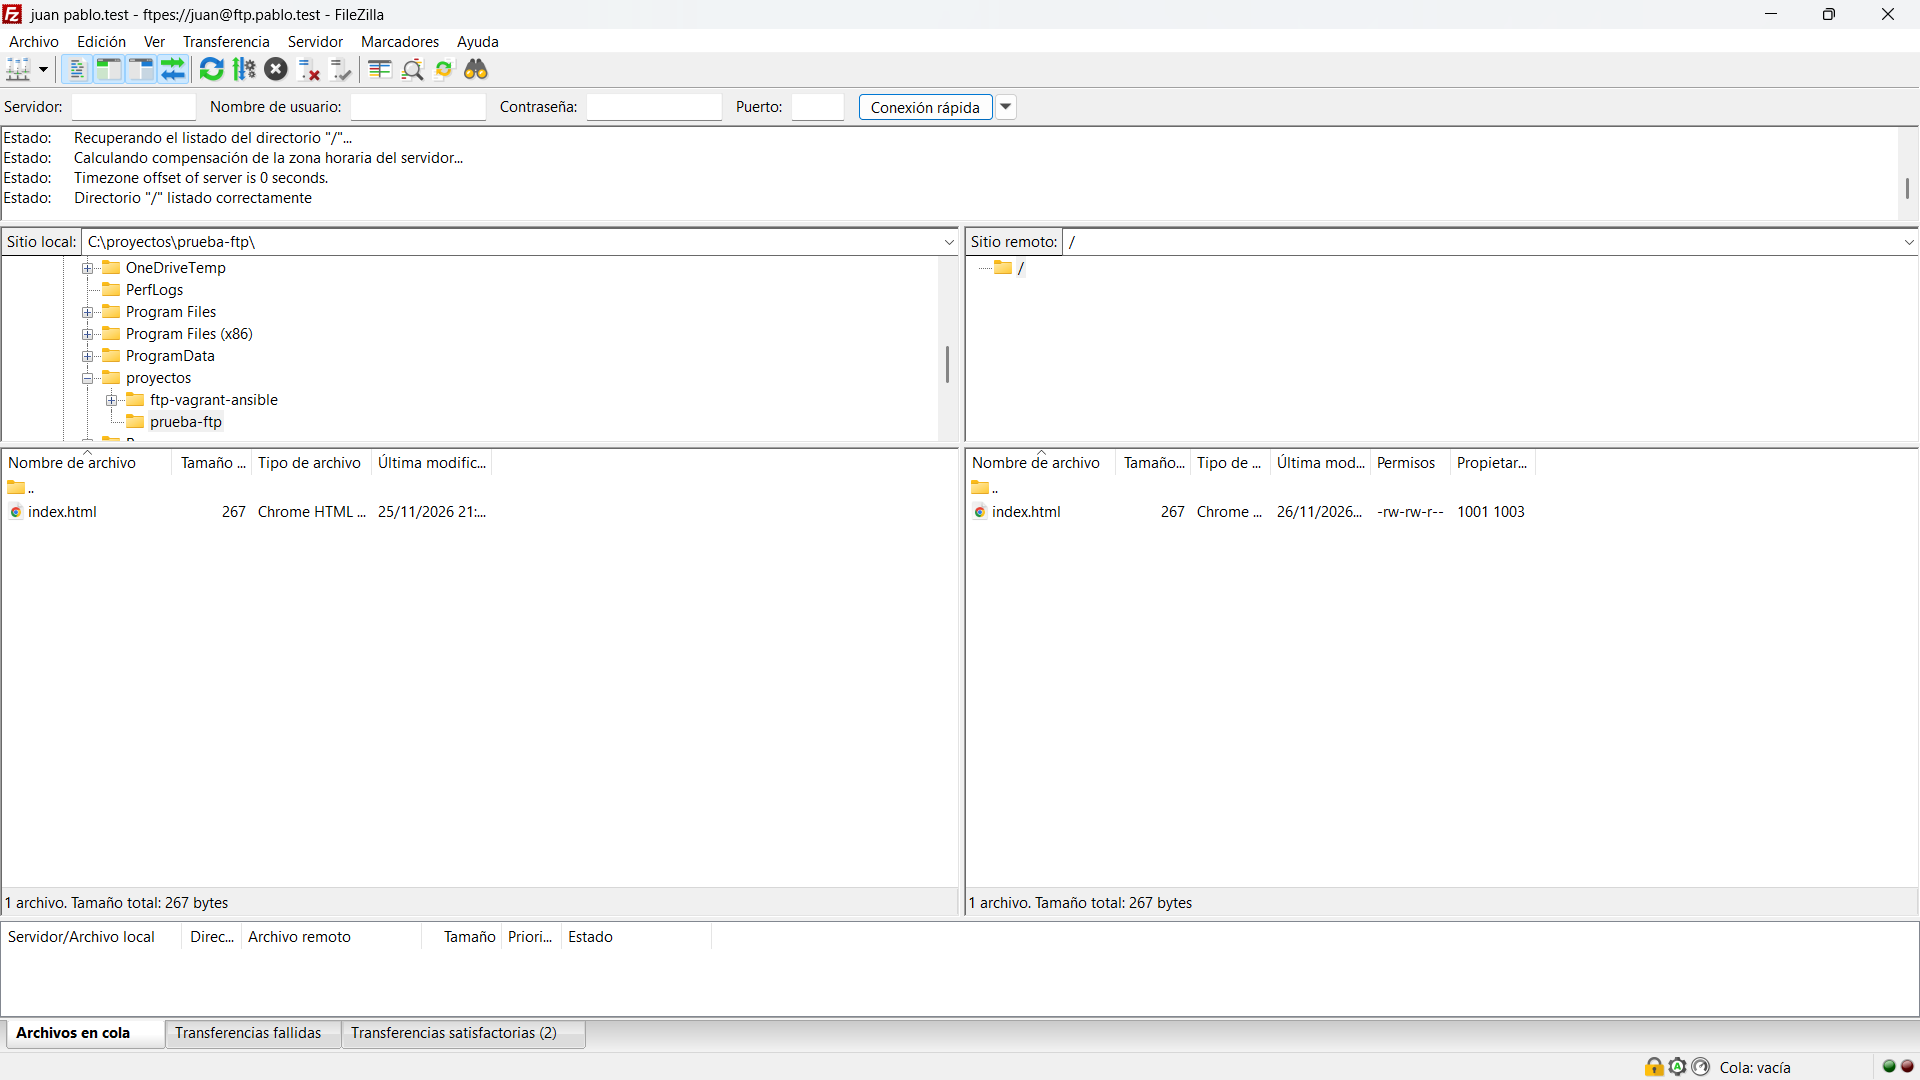 juan pablo.test - ftpes://juan@ftp.pablo.test - FileZilla
Archivo Edición Ver Transferencia Servidor Marcadores Ayuda
Servidor: Nombre de usuario: Contraseña: Puerto: Conexión rápida
Estado: Recuperando el listado del directorio "/"...
Estado: Calculando compensación de la zona horaria del servidor...
Estado: Timezone offset of server is 0 seconds.
Estado: Directorio "/" listado correctamente
Sitio local: C:\proyectos\prueba-ftp\
OneDriveTemp
PerfLogs
Program Files
Program Files (x86)
ProgramData
proyectos
ftp-vagrant-ansible
prueba-ftp
Sitio remoto: /
/
Nombre de archivo Tamaño ... Tipo de archivo Última modific...
..
index.html 267 Chrome HTML ... 25/11/2026 21:...
1 archivo. Tamaño total: 267 bytes
Nombre de archivo Tamaño... Tipo de ... Última mod... Permisos Propietar...
..
index.html 267 Chrome ... 26/11/2026... -rw-rw-r-- 1001 1003
1 archivo. Tamaño total: 267 bytes
Servidor/Archivo local Direc... Archivo remoto Tamaño Priori... Estado
Archivos en cola Transferencias fallidas Transferencias satisfactorias (2)
Cola: vacía